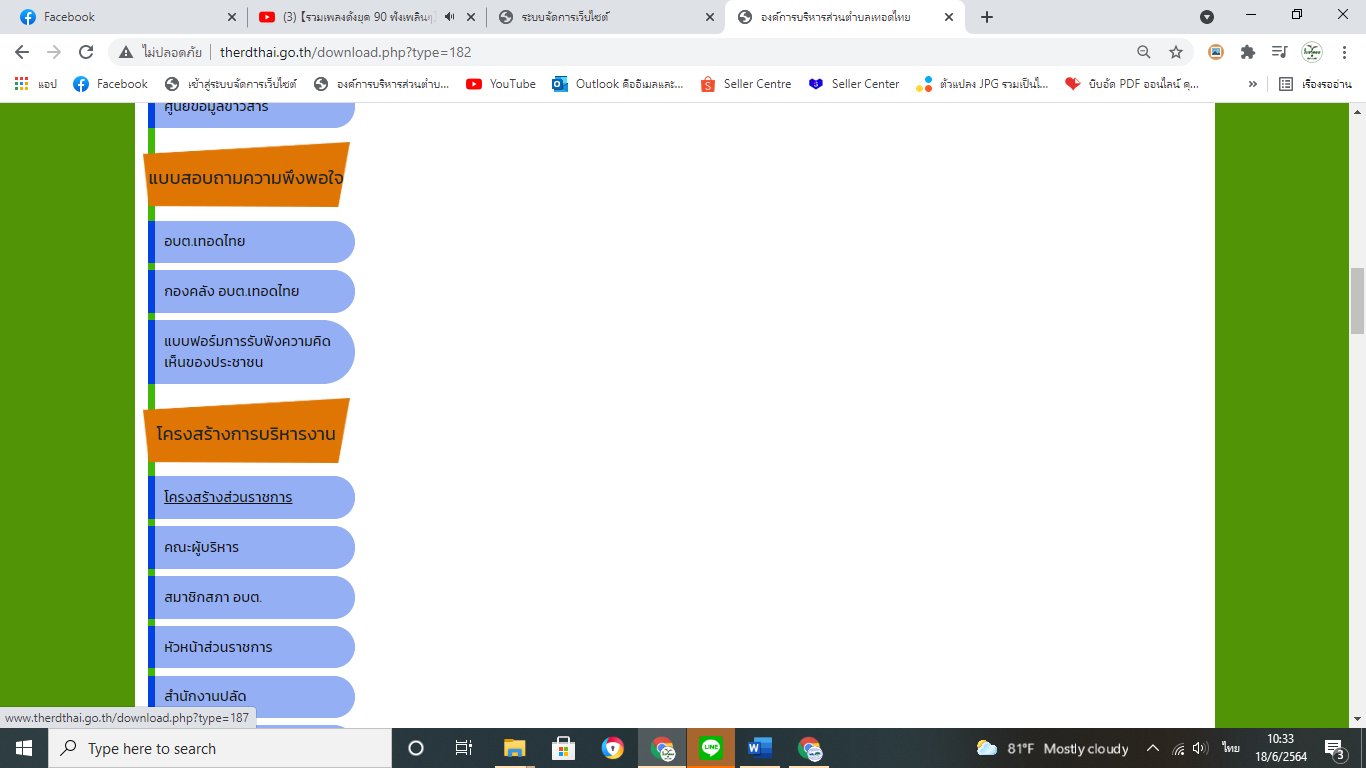 Facebook
(3) 【รวมเพลงดังยุค 90 ฟังเพลิน
ระบบจัดการเว็บไซต์
องค์การบริหารส่วนตำบลเทอดไทย
ไม่ปลอดภัย
therdthai.go.th/download.php?type=182
แอป
Facebook
เข้าสู่ระบบจัดการเว็บไซต์
องค์การบริหารส่วนตำบ...
YouTube
Outlook คืออีเมลและ...
Seller Centre
Seller Center
ตัวแปลง JPG รวมเป็นไ...
บีบอัด PDF ออนไลน์ คุ...
»
เรื่องรออ่าน
ศูนย์ข้อมูลข่าวสาร
แบบสอบถามความพึงพอใจ
อบต.เทอดไทย
กองคลัง อบต.เทอดไทย
แบบฟอร์มการรับฟังความคิด
เห็นของประชาชน
โครงสร้างการบริหารงาน
โครงสร้างส่วนราชการ
คณะผู้บริหาร
สมาชิกสภา อบต.
หัวหน้าส่วนราชการ
สำนักงานปลัด
www.therdthai.go.th/download.php?type=187
Type here to search
LINE
81°F Mostly cloudy
ไทย
10:33
18/6/2564
3